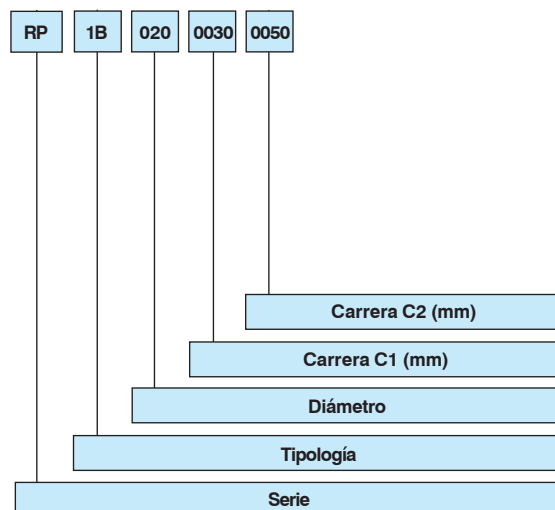 RP 1B 020 0030 0050
Carrera C2 (mm)
Carrera C1 (mm)
Diámetro
Tipología
Serie